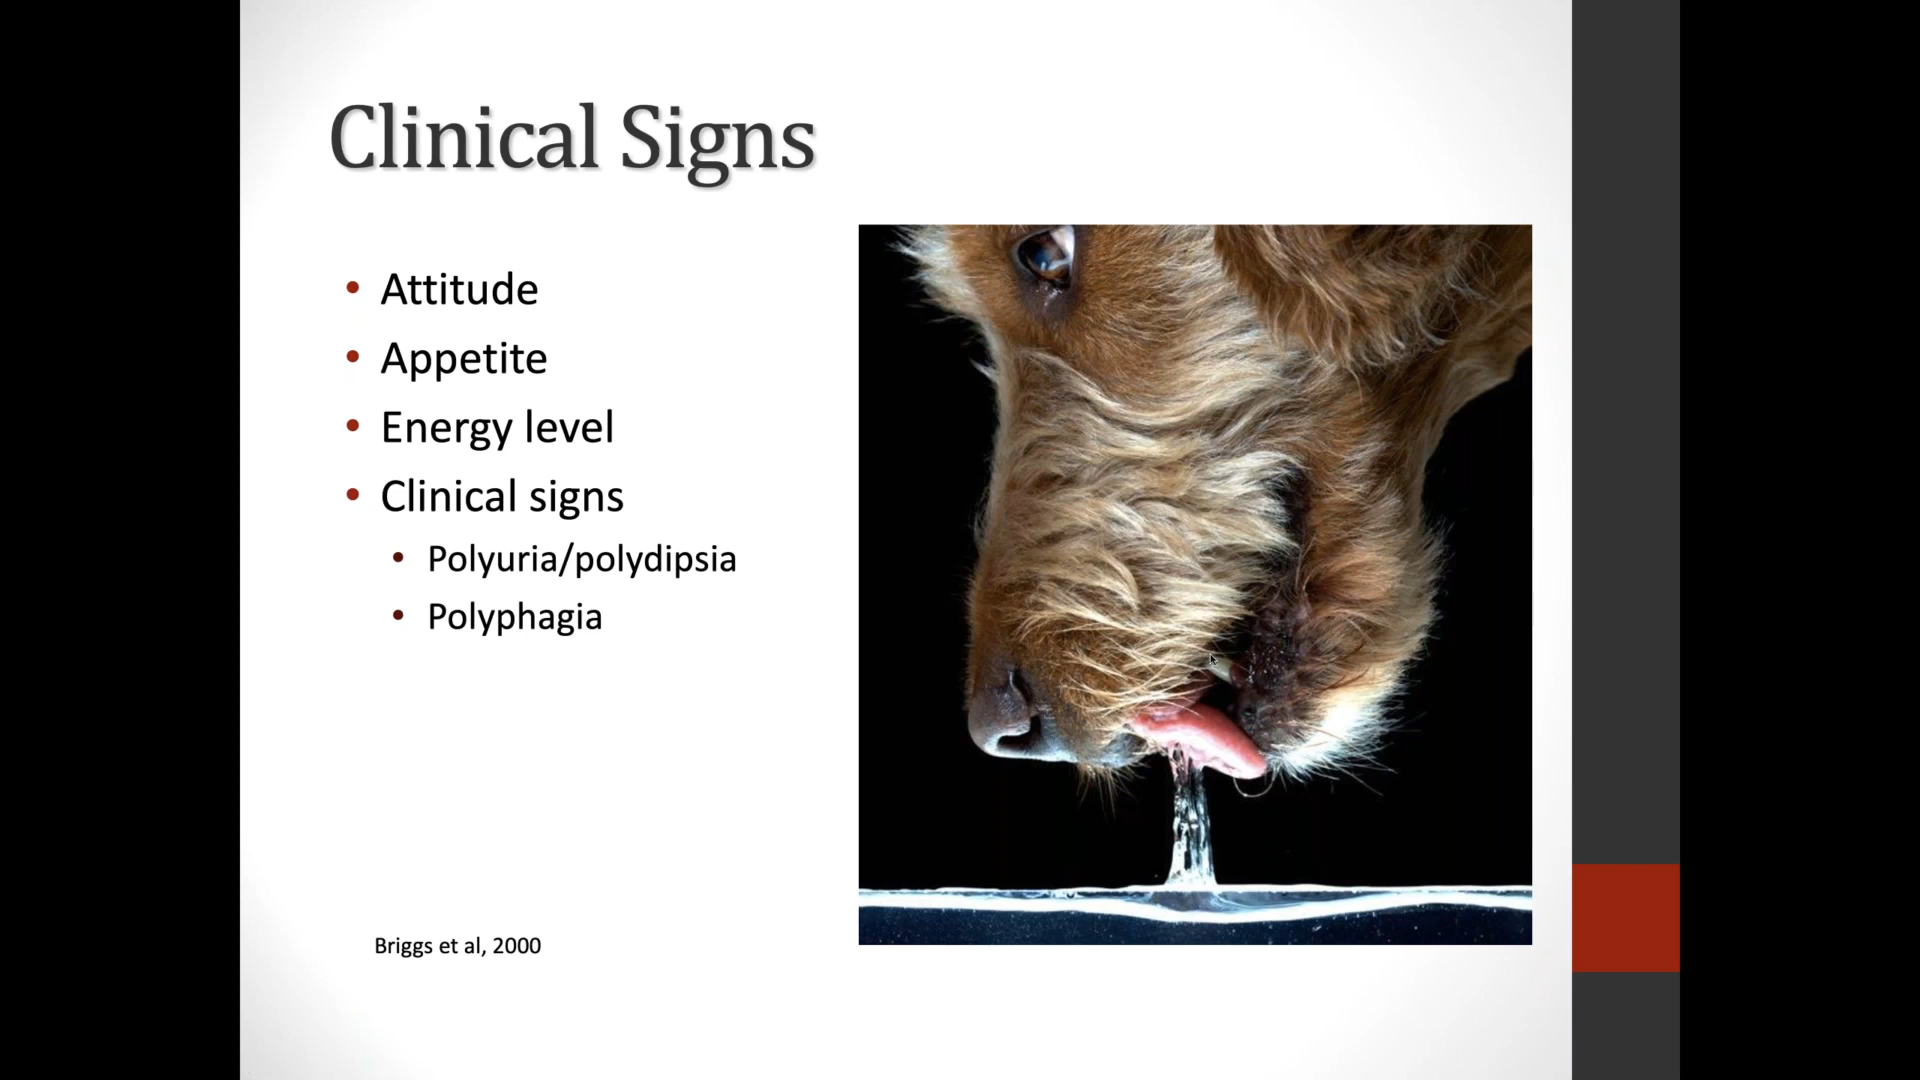 Clinical Signs
• Attitude
• Appetite
• Energy level
• Clinical signs
• Polyuria/polydipsia
• Polyphagia
Briggs et al, 2000